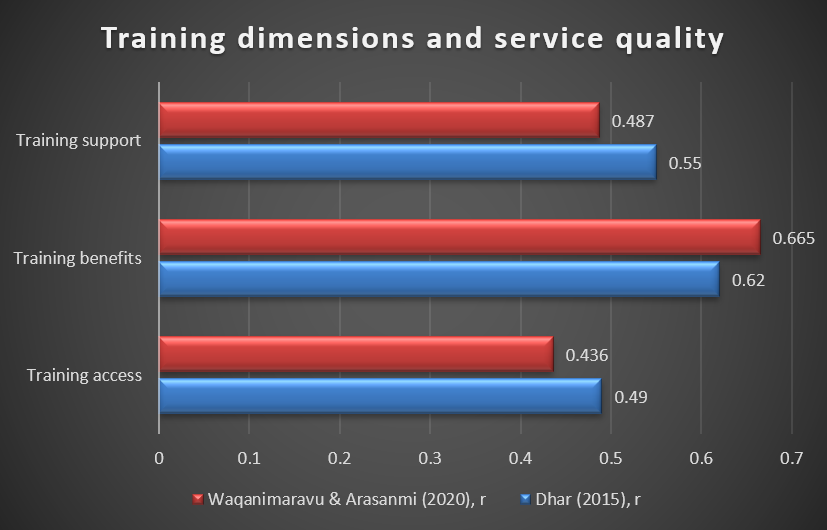 Training dimensions and service quality
Training support
0.487
0.55
Training benefits
0.665
0.62
Training access
0.436
0.49
0 0.1 0.2 0.3 0.4 0.5 0.6 0.7
Waqanimaravu & Arasanmi (2020), r Dhar (2015), r